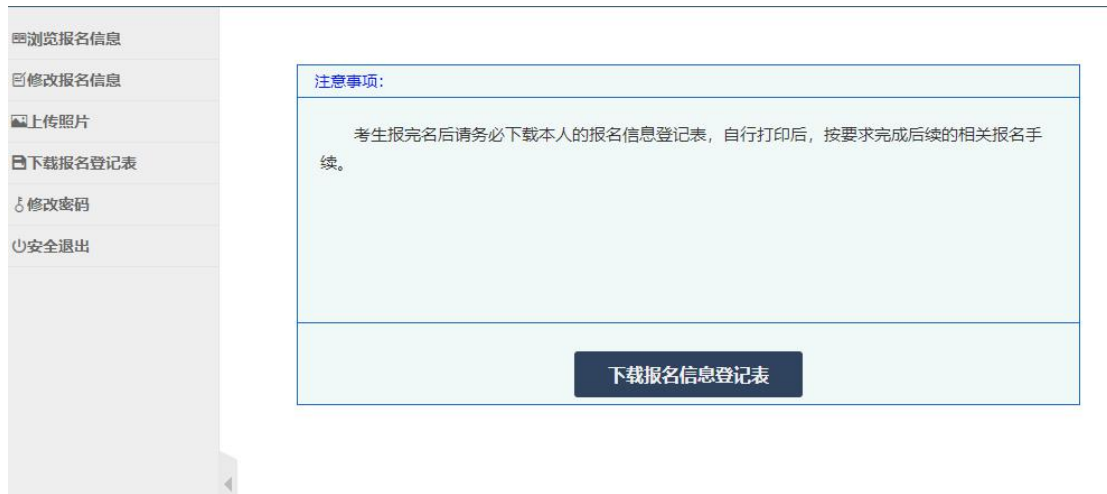 浏览报名信息
修改报名信息
上传照片
下载报名登记表
修改密码
安全退出
注意事项：
考生报完名后请务必下载本人的报名信息登记表，自行打印后，按要求完成后续的相关报名手
续。
下载报名信息登记表